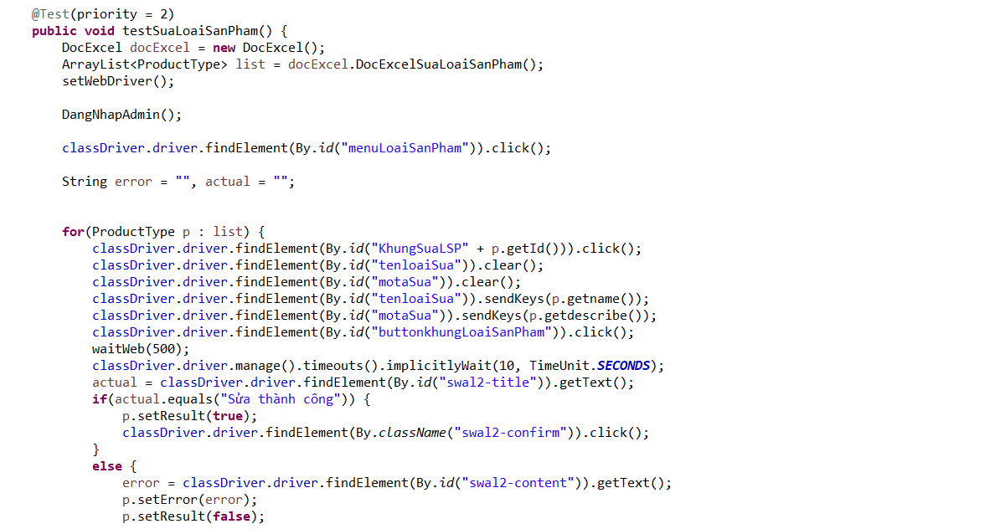 @Test(priority = 2)
public void testSuaLoaiSanPham() {
DocExcel docExcel = new DocExcel();
ArrayList<ProductType> list = docExcel.DocExcelSuaLoaiSanPham();
setWebDriver();
DangNhapAdmin();
classDriver.driver.findElement(By.id("menuLoaiSanPham")).click();
String error = "", actual = "";
for(ProductType p : list) {
classDriver.driver.findElement(By.id("KhungSuaLSP" + p.getId())).click();
classDriver.driver.findElement(By.id("tenloaiSua")).clear();
classDriver.driver.findElement(By.id("motaSua")).clear();
classDriver.driver.findElement(By.id("tenloaiSua")).sendKeys(p.getname());
classDriver.driver.findElement(By.id("motaSua")).sendKeys(p.getdescribe());
classDriver.driver.findElement(By.id("buttonkhungLoaiSanPham")).click();
waitWeb(500);
classDriver.driver.manage().timeouts().implicitlyWait(10, TimeUnit.SECONDS);
actual = classDriver.driver.findElement(By.id("swal2-title")).getText();
if(actual.equals("Sửa thành công")) {
p.setResult(true);
classDriver.driver.findElement(By.className("swal2-confirm")).click();
}
else {
error = classDriver.driver.findElement(By.id("swal2-content")).getText();
p.setError(error);
p.setResult(false);